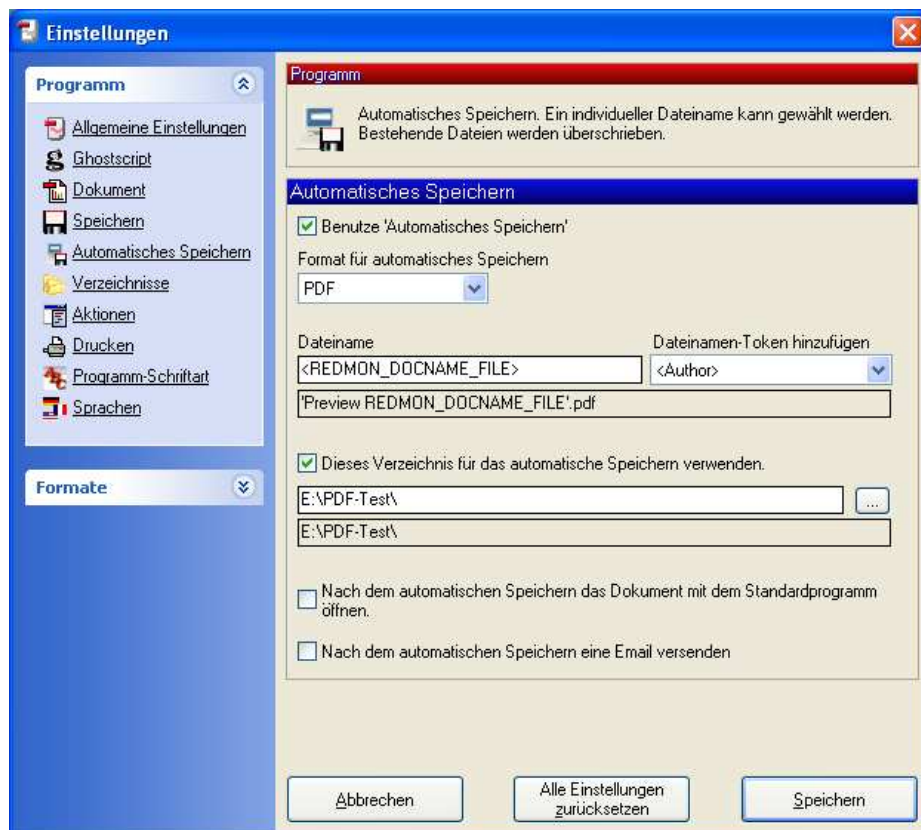 Einstellungen
Programm
Allgemeine Einstellungen
Ghostscript
Dokument
Speichern
Automatisches Speichern
Verzeichnisse
Aktionen
Drucken
Programm-Schriftart
Sprachen
Formate
Programm
Automatisches Speichern. Ein individueller Dateiname kann gewählt werden.
Bestehende Dateien werden überschrieben.
Automatisches Speichern
Benutze 'Automatisches Speichern'
Format für automatisches Speichern
PDF
Dateiname
Dateinamen-Token hinzufügen
<REDMON_DOCNAME_FILE>
<Author>
'Preview REDMON_DOCNAME_FILE'.pdf
Dieses Verzeichnis für das automatische Speichern verwenden.
E:\PDF-Test\
...
E:\PDF-Test\
Nach dem automatischen Speichern das Dokument mit dem Standardprogramm
öffnen.
Nach dem automatischen Speichern eine Email versenden
Abbrechen
Alle Einstellungen
zurücksetzen
Speichern